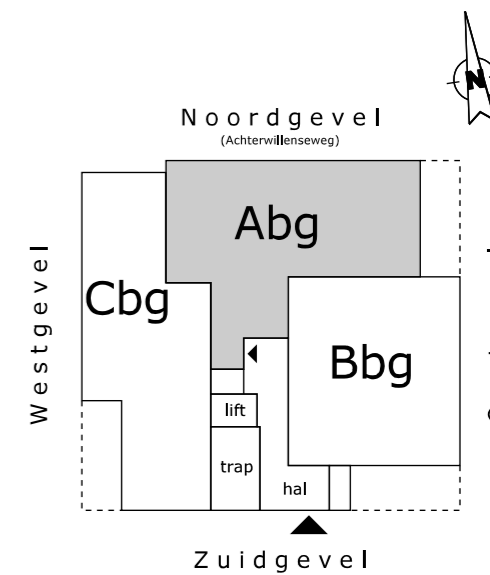 N
Noordgevel
(Achterwillenseweg)
Westgevel
Abg
Cbg
Bbg
lift
trap
hal
Zuidgevel